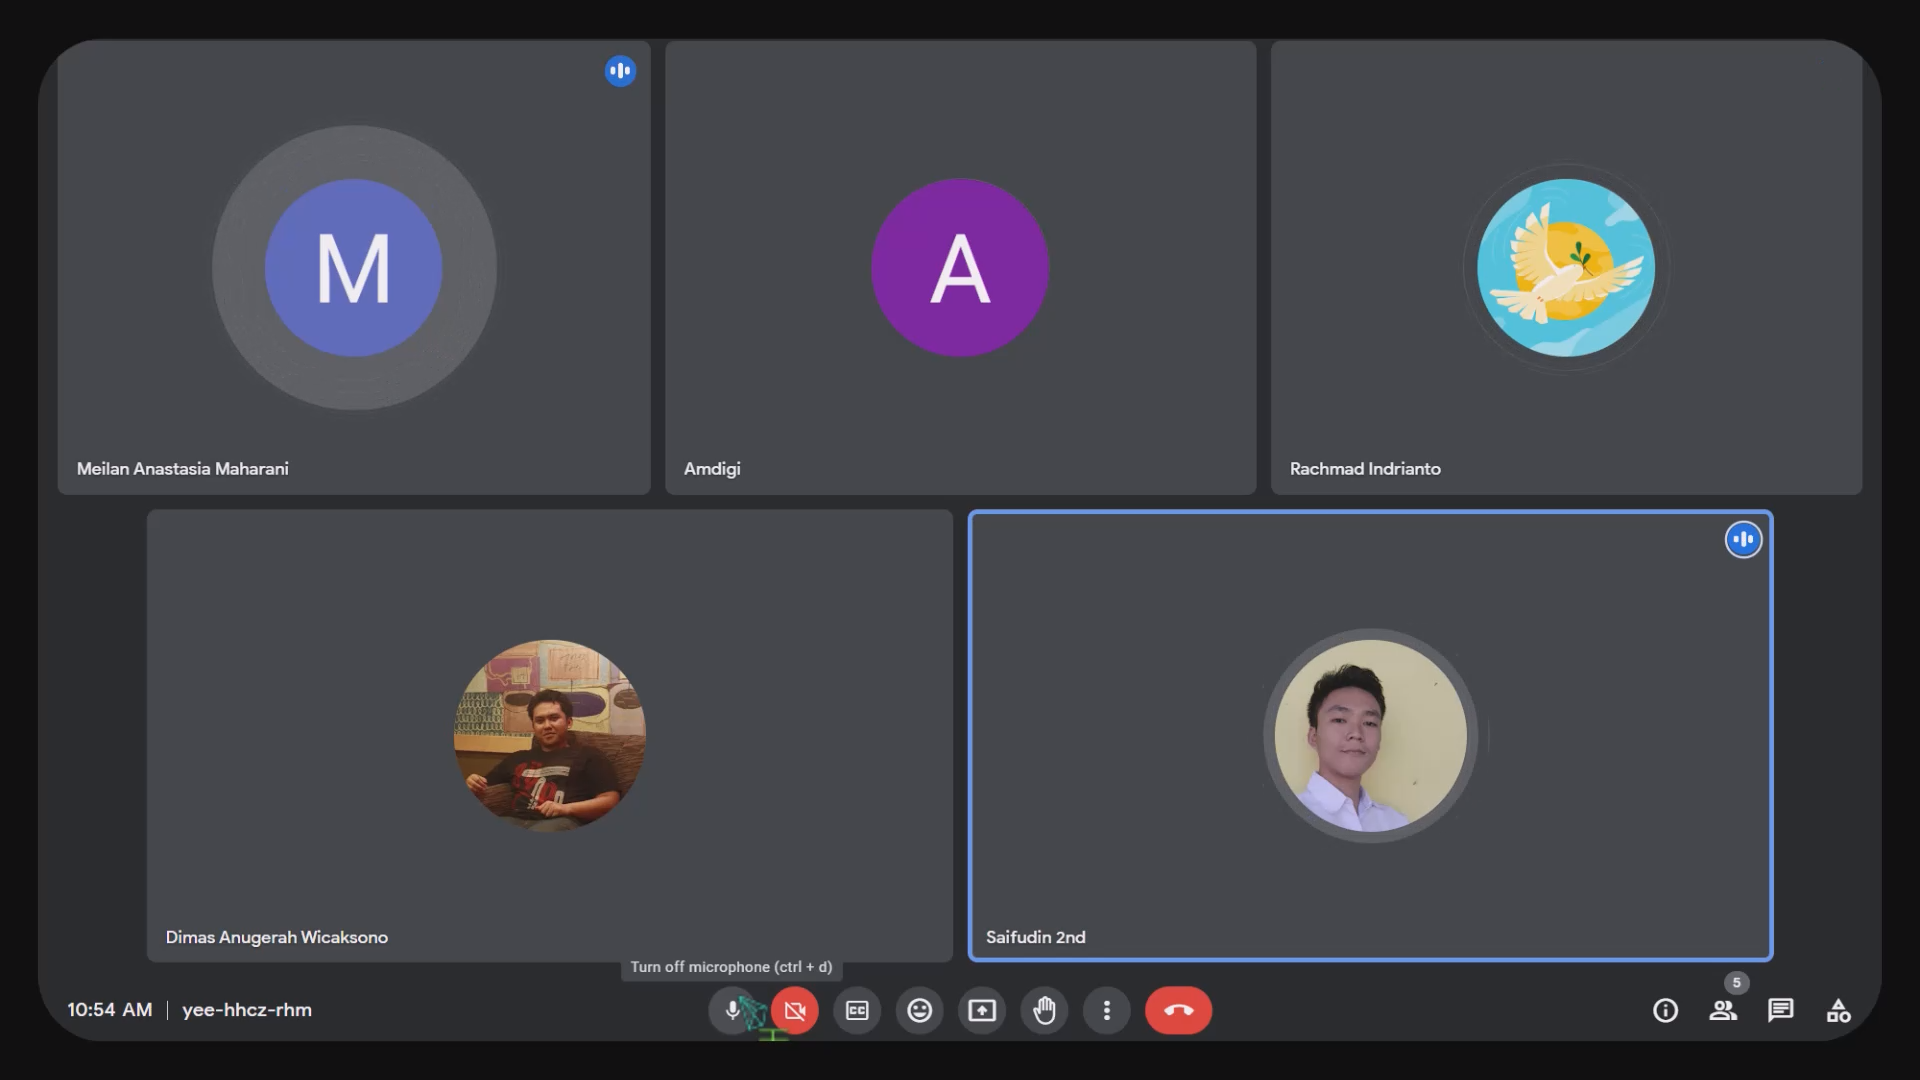 M
A
Meilan Anastasia Maharani
Amdigi
Rachmad Indrianto
Dimas Anugerah Wicaksono
Saifudin 2nd
Turn off microphone (ctrl + d)
5
10:54 AM | yee-hhcz-rhm
CC